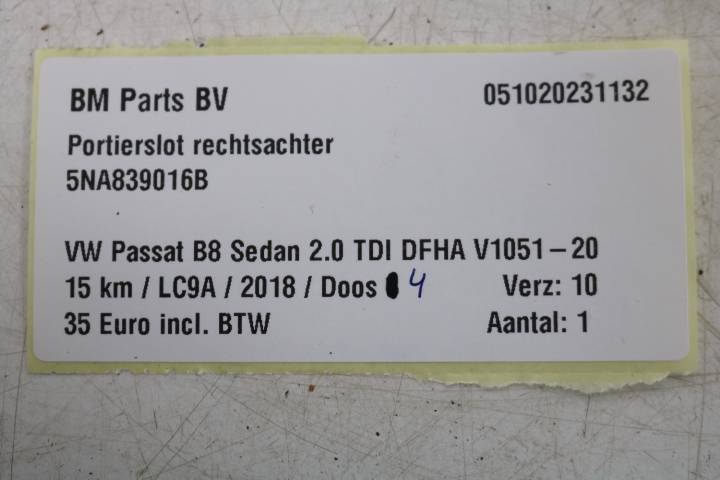 BM Parts BV 051020231132
Portierslot rechtsachter
5NA839016B
VW Passat B8 Sedan 2.0 TDI DFHA V1051-20
15 km / LC9A / 2018 / Doos 4 Verz: 10
35 Euro incl. BTW Aantal: 1